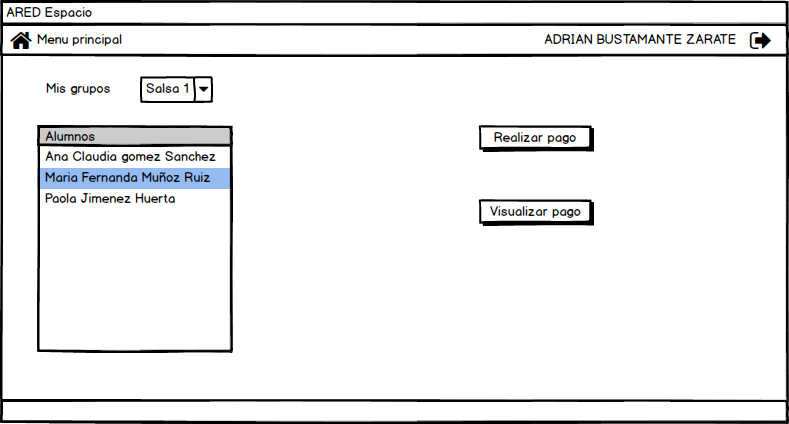 ARED Espacio
Menu principal
ADRIAN BUSTAMANTE ZARATE
Mis grupos
Salsa 1
Alumnos
Ana Claudia gomez Sanchez
Maria Fernanda Muñoz Ruiz
Paola Jimenez Huerta
Realizar pago
Visualizar pago